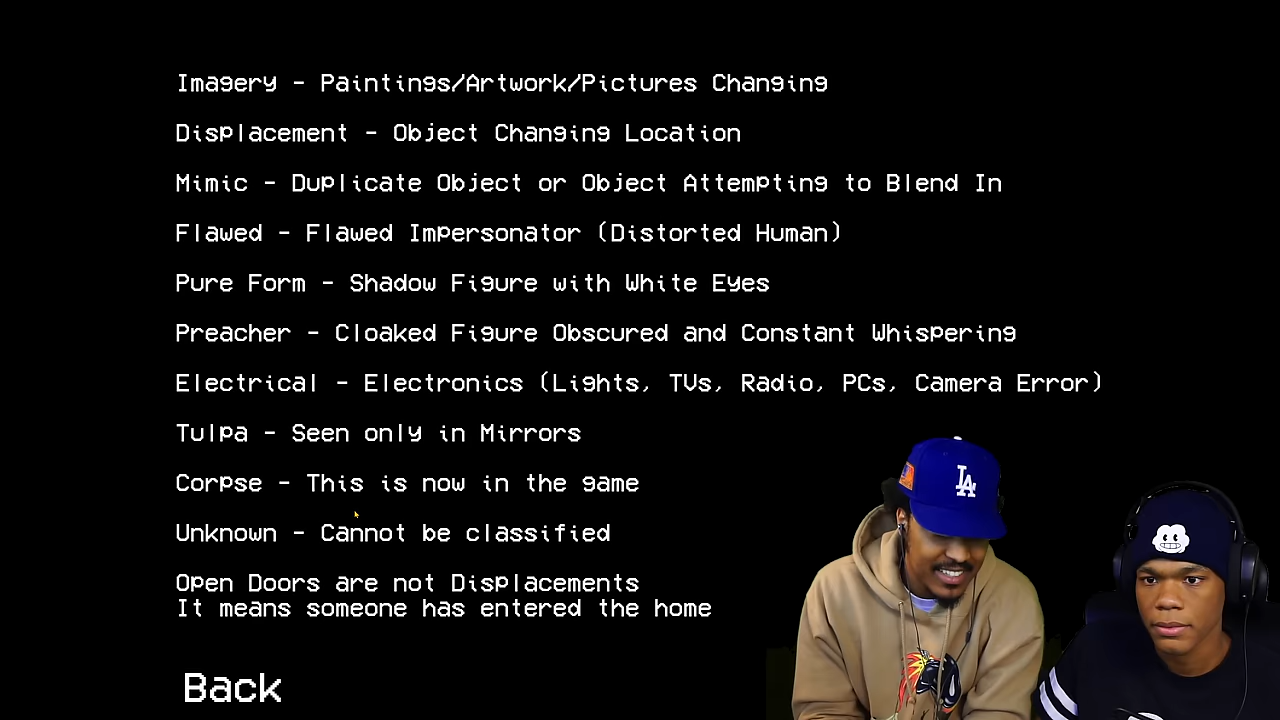 Imagery - Paintings/Artwork/Pictures Changing
Displacement - Object Changing Location
Mimic - Duplicate Object or Object Attempting to Blend In
Flawed - Flawed Impersonator (Distorted Human)
Pure Form - Shadow Figure with White Eyes
Preacher - Cloaked Figure Obscured and Constant Whispering
Electrical - Electronics (Lights, TVs, Radio, PCs, Camera Error)
Tulpa - Seen only in Mirrors
Corpse - This is now in the game
Unknown - Cannot be classified
Open Doors are not Displacements
It means someone has entered the home
Back
LA